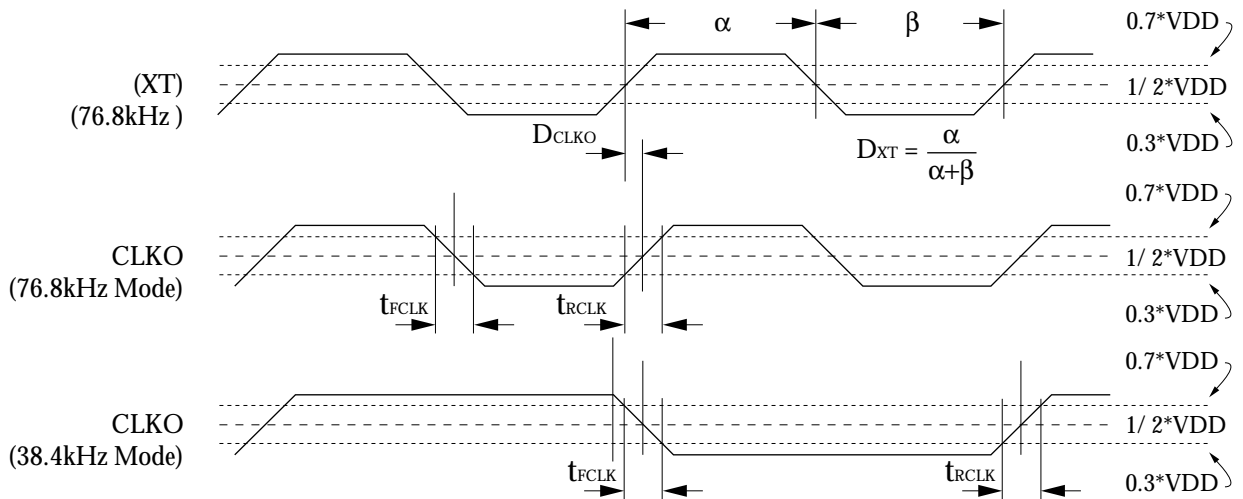 α
β
0.7*VDD
(XT)
(76.8kHz )
1/ 2*VDD
DCLKO
DXT = α
α+β
0.3*VDD
0.7*VDD
CLKO
(76.8kHz Mode)
1/ 2*VDD
tFCLK
tRCLK
0.3*VDD
0.7*VDD
CLKO
(38.4kHz Mode)
1/ 2*VDD
tFCLK
tRCLK
0.3*VDD